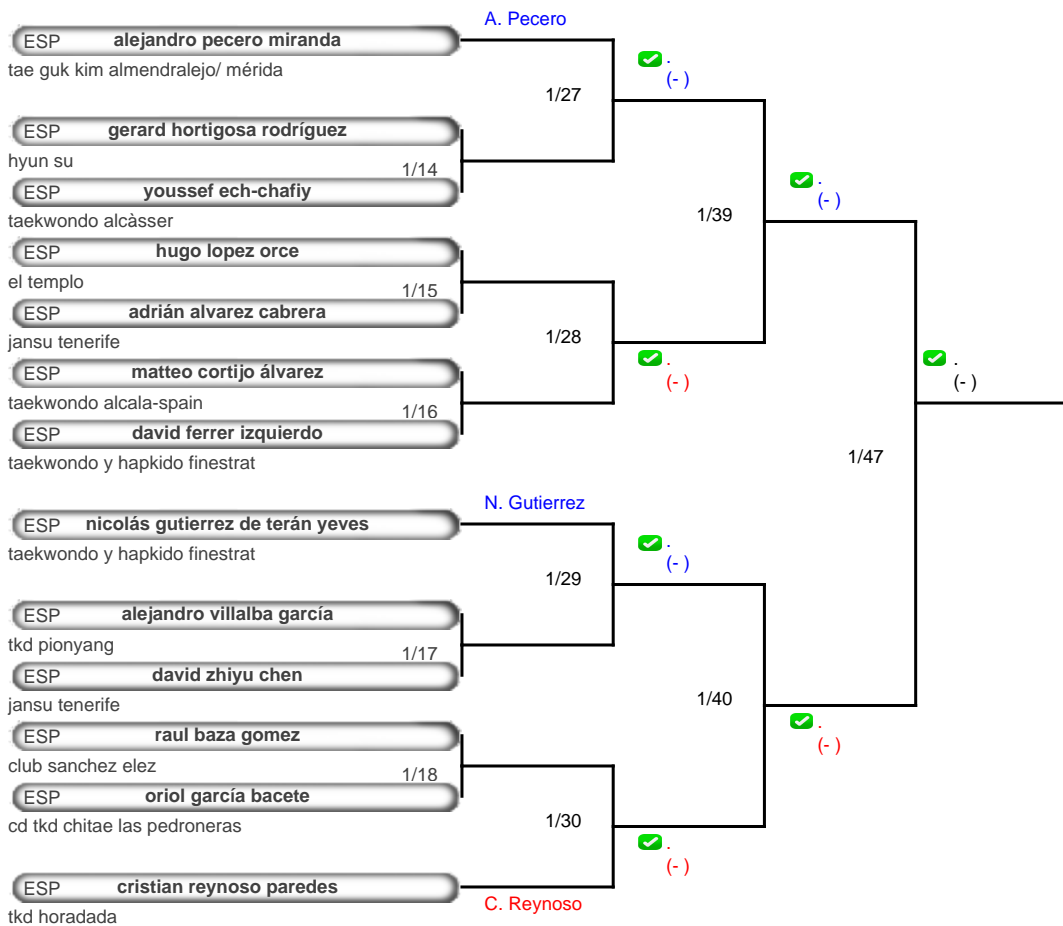 A. Pecero
ESP alejandro pecero miranda
tae guk kim almendralejo/ mérida
.
(- )
1/27
ESP gerard hortigosa rodríguez
hyun su
1/14
ESP youssef ech-chafiy
taekwondo alcàsser
.
(- )
1/39
ESP hugo lopez orce
el templo
1/15
ESP adrián alvarez cabrera
jansu tenerife
1/28
.
(- )
.
(- )
ESP matteo cortijo álvarez
taekwondo alcala-spain
1/16
ESP david ferrer izquierdo
taekwondo y hapkido finestrat
1/47
N. Gutierrez
ESP nicolás gutierrez de terán yeves
taekwondo y hapkido finestrat
.
(- )
1/29
ESP alejandro villalba garcía
tkd pionyang
1/17
ESP david zhiyu chen
jansu tenerife
1/40
.
(- )
ESP raul baza gomez
club sanchez elez
1/18
ESP oriol garcía bacete
cd tkd chitae las pedroneras
1/30
.
(- )
ESP cristian reynoso paredes
C. Reynoso
tkd horadada